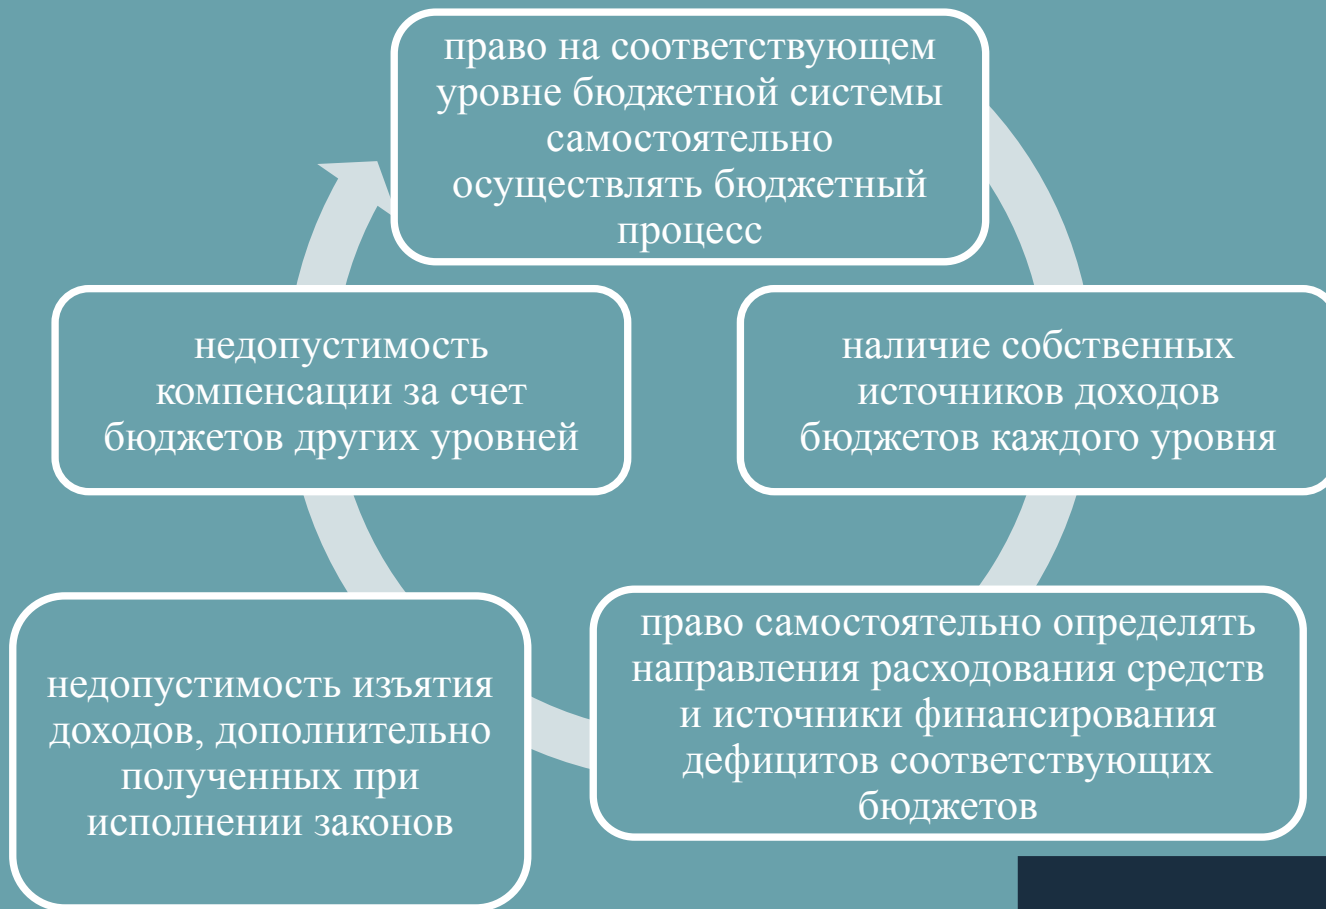 право на соответствующем
уровне бюджетной системы
самостоятельно
осуществлять бюджетный
процесс
наличие собственных
источников доходов
бюджетов каждого уровня
право самостоятельно определять
направления расходования средств
и источники финансирования
дефицитов соответствующих
бюджетов
недопустимость изъятия
доходов, дополнительно
полученных при
исполнении законов
недопустимость
компенсации за счет
бюджетов других уровней